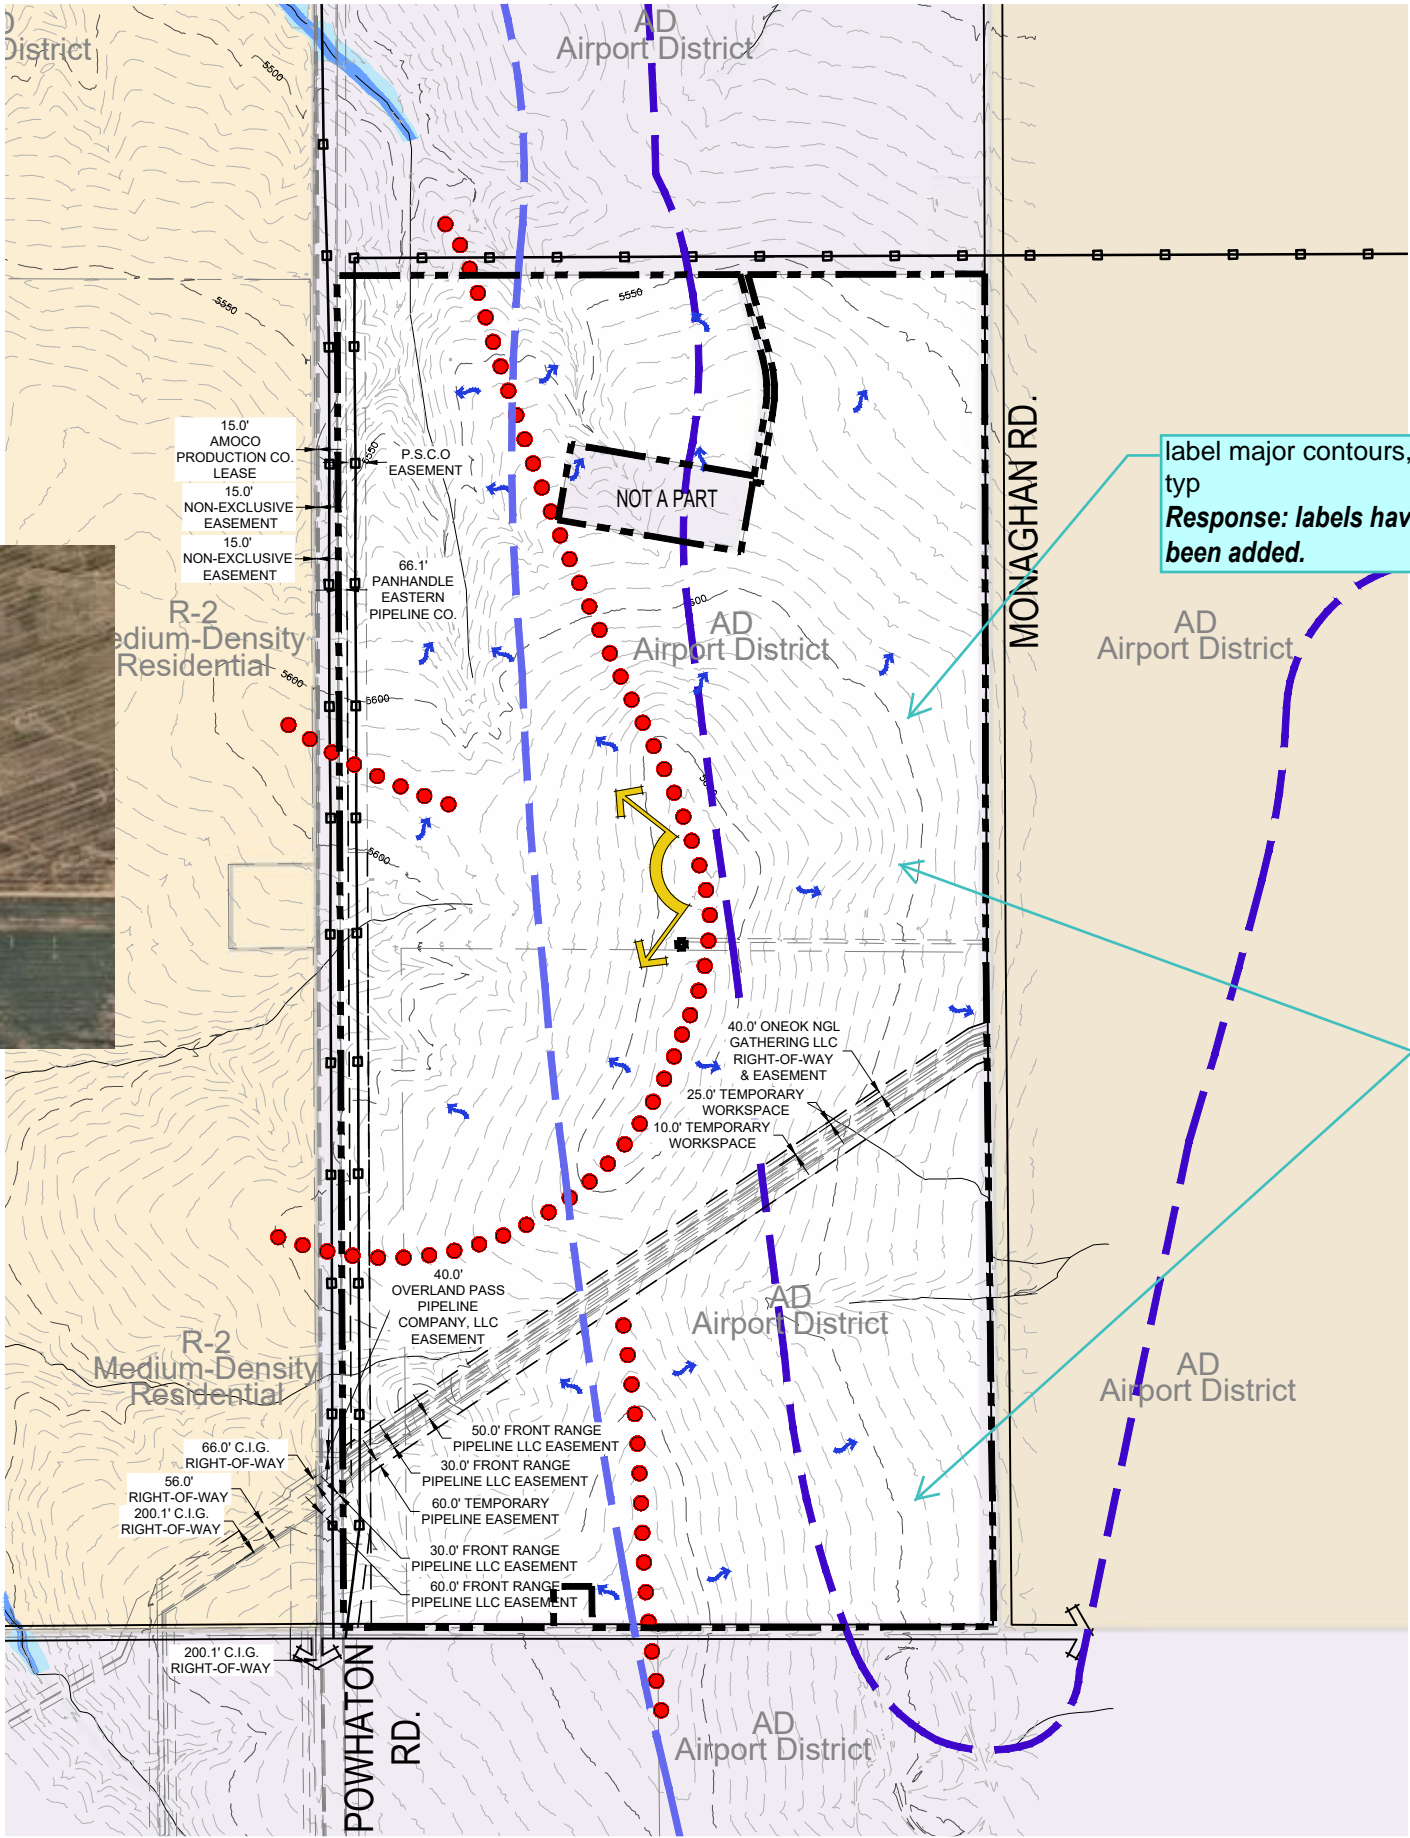 District
AD
Airport District
5500
5550
5550
15.0'
AMOCO
PRODUCTION CO.
LEASE
15.0'
NON-EXCLUSIVE
EASEMENT
15.0'
NON-EXCLUSIVE
EASEMENT
5550
P.S.C.O
EASEMENT
NOT A PART
MONAGHAN RD.
label major contours,
typ
Response: labels hav
been added.
66.1'
PANHANDLE
EASTERN
PIPELINE CO.
R-2
edium-Density
Residential
AD
Airport District
AD
Airport District
5600
5600
5600
40.0' ONEOK NGL
GATHERING LLC
RIGHT-OF-WAY
& EASEMENT
25.0' TEMPORARY
WORKSPACE
10.0' TEMPORARY
WORKSPACE
40.0'
OVERLAND PASS
PIPELINE
COMPANY, LLC
EASEMENT
AD
Airport District
R-2
Medium-Density
Residential
AD
Airport District
50.0' FRONT RANGE
PIPELINE LLC EASEMENT
30.0' FRONT RANGE
PIPELINE LLC EASEMENT
60.0' TEMPORARY
PIPELINE EASEMENT
30.0' FRONT RANGE
PIPELINE LLC EASEMENT
60.0' FRONT RANGE
PIPELINE LLC EASEMENT
66.0' C.I.G.
RIGHT-OF-WAY
56.0'
RIGHT-OF-WAY
200.1' C.I.G.
RIGHT-OF-WAY
200.1' C.I.G.
RIGHT-OF-WAY
POWHATON
RD.
AD
Airport District